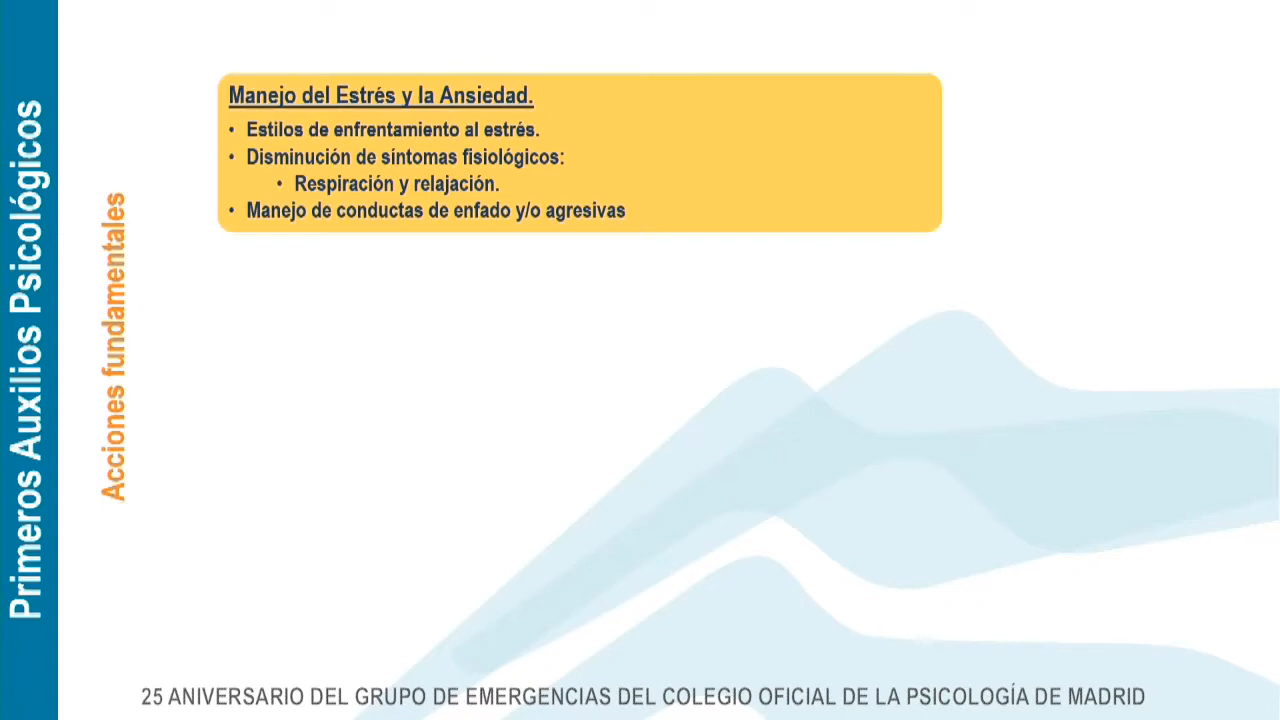 Primeros Auxilios Psicológicos
Acciones fundamentales
Manejo del Estrés y la Ansiedad.
• Estilos de enfrentamiento al estrés.
• Disminución de síntomas fisiológicos:
• Respiración y relajación.
• Manejo de conductas de enfado y/o agresivas
25 ANIVERSARIO DEL GRUPO DE EMERGENCIAS DEL COLEGIO OFICIAL DE LA PSICOLOGÍA DE MADRID